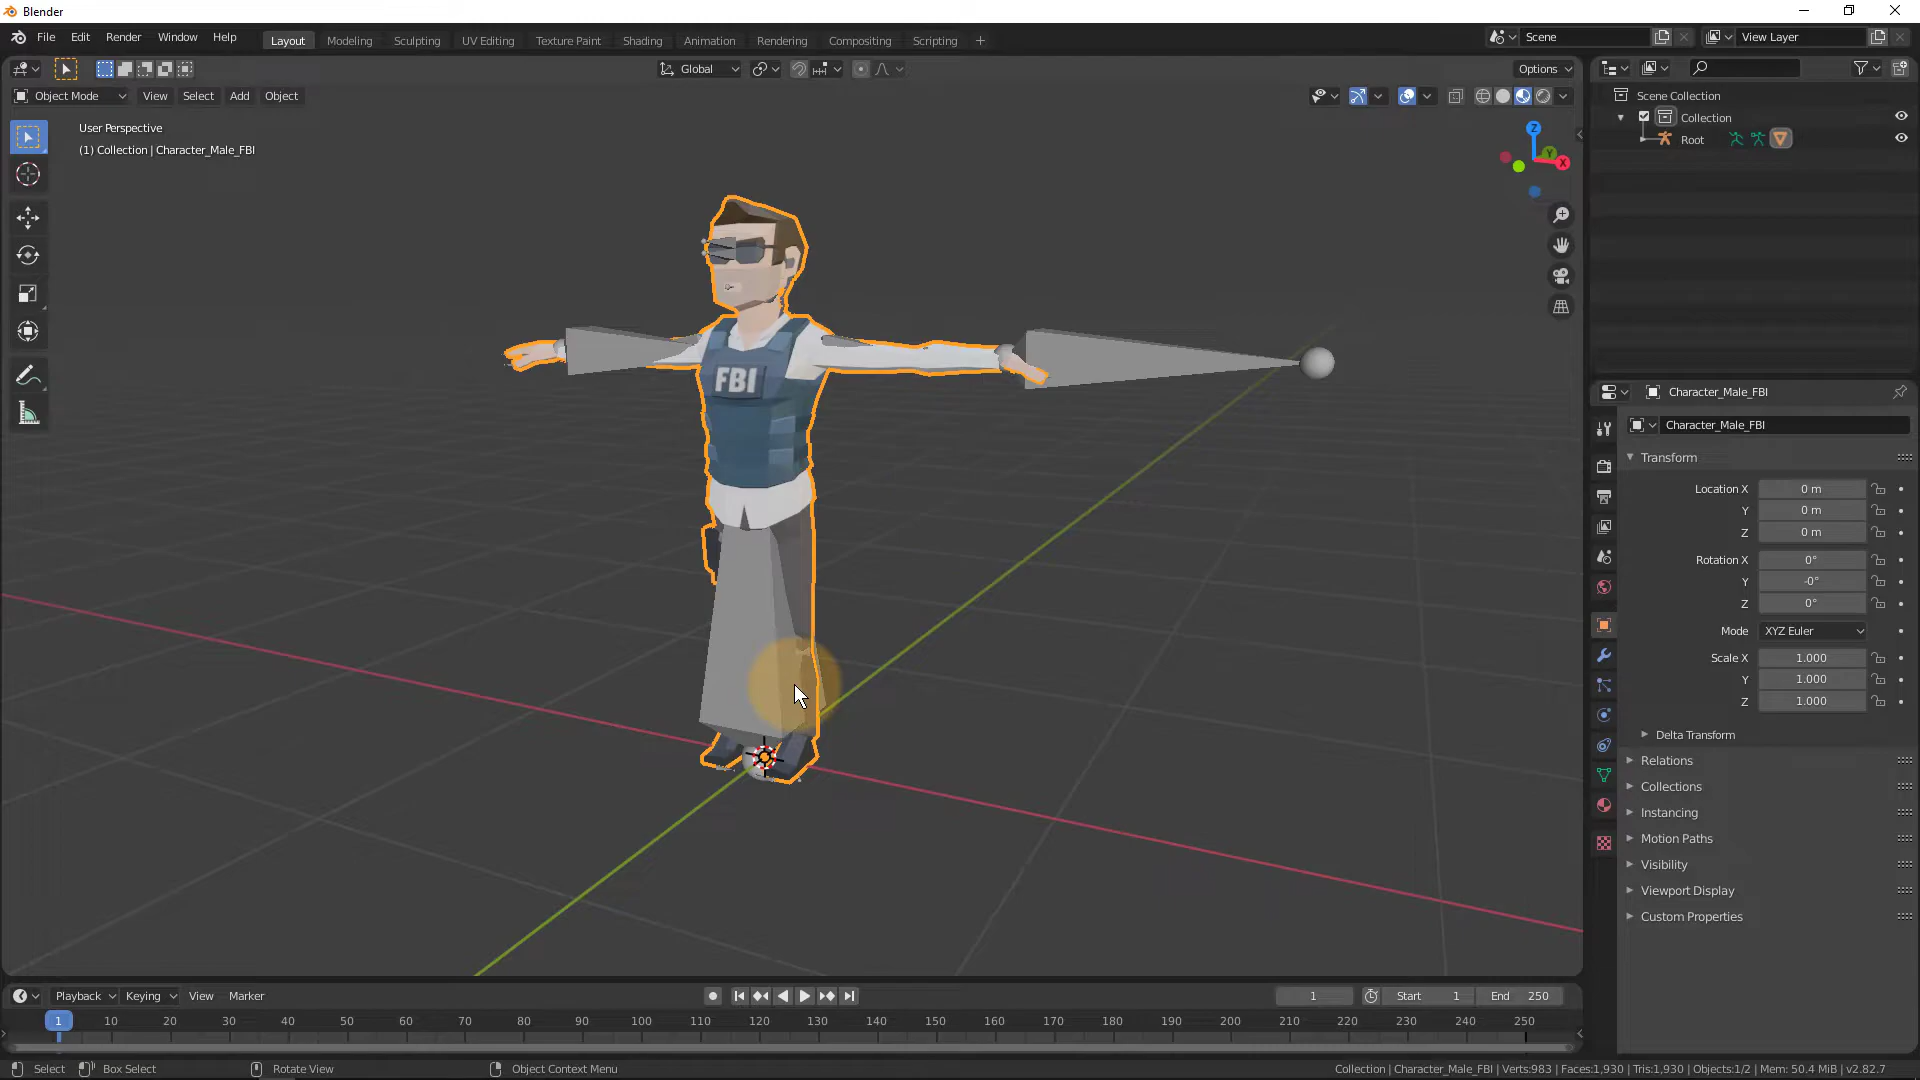 Blender
File Edit Render Window Help
Layout Modeling Sculpting UV Editing Texture Paint Shading Animation Rendering Compositing Scripting
Scene
View Layer
Global
Options
Object Mode View Select Add Object
User Perspective
(1) Collection | Character_Male_FBI
Z
Y
X
FBI
Scene Collection
Collection
Root
Character_Male_FBI
Character_Male_FBI
Transform
Location X 0 m
Y 0 m
Z 0 m
Rotation X 0°
Y -0°
Z 0°
Mode XYZ Euler
Scale X 1.000
Y 1.000
Z 1.000
Delta Transform
Relations
Collections
Instancing
Motion Paths
Visibility
Viewport Display
Custom Properties
Playback Keying View Marker
1 Start 1 End 250
1 10 20 30 40 50 60 70 80 90 100 110 120 130 140 150 160 170 180 190 200 210 220 230 240 250
Select Box Select Rotate View Object Context Menu
Collection | Character_Male_FBI | Verts:983 | Faces:1,930 | Tris:1,930 | Objects:1/2 | Mem: 50.4 MiB | v2.82.7